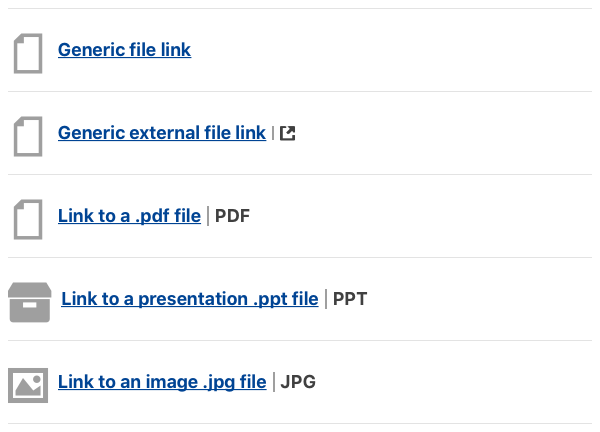 Generic file link
Generic external file link |
Link to a .pdf file | PDF
Link to a presentation .ppt file | PPT
Link to an image .jpg file | JPG